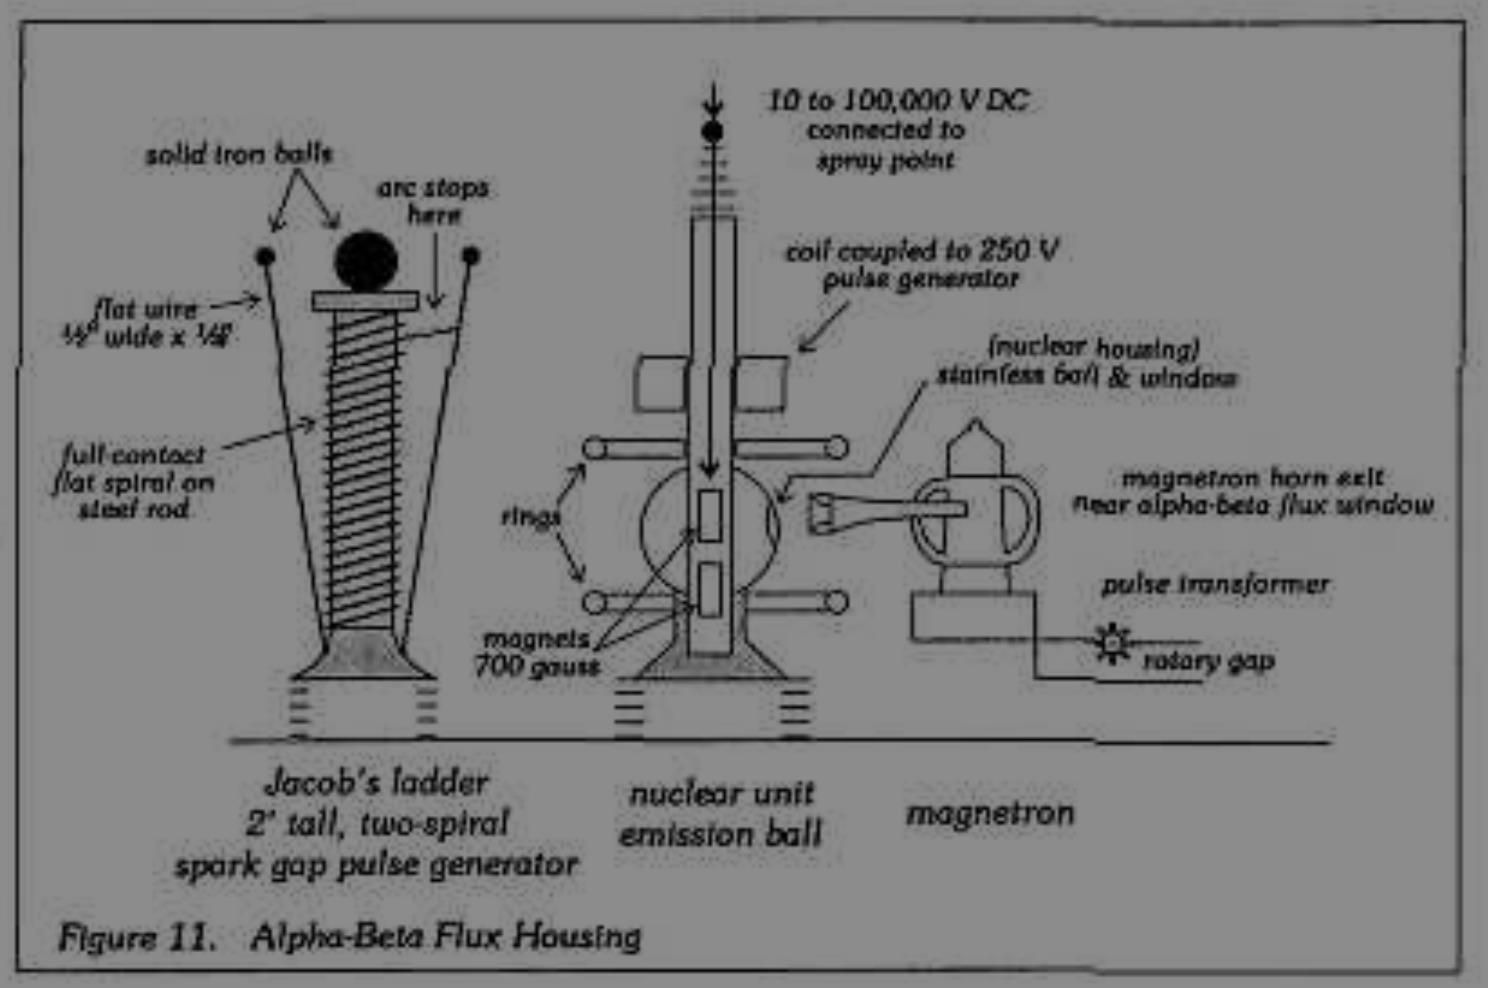 solid iron balls
arc stops
here
flat wire
½" wide x ⅛"
full-contact
flat spiral on
steel rod
10 to 100,000 V DC
connected to
spray point
coil coupled to 250 V
pulse generator
(nuclear housing)
stainless ball & window
rings
magnets
700 gauss
magnetron horn exit
near alpha-beta flux window
pulse transformer
rotary gap
Jacob's ladder
2' tall, two-spiral
spark gap pulse generator
nuclear unit
emission ball
magnetron
Figure 11. Alpha-Beta Flux Housing